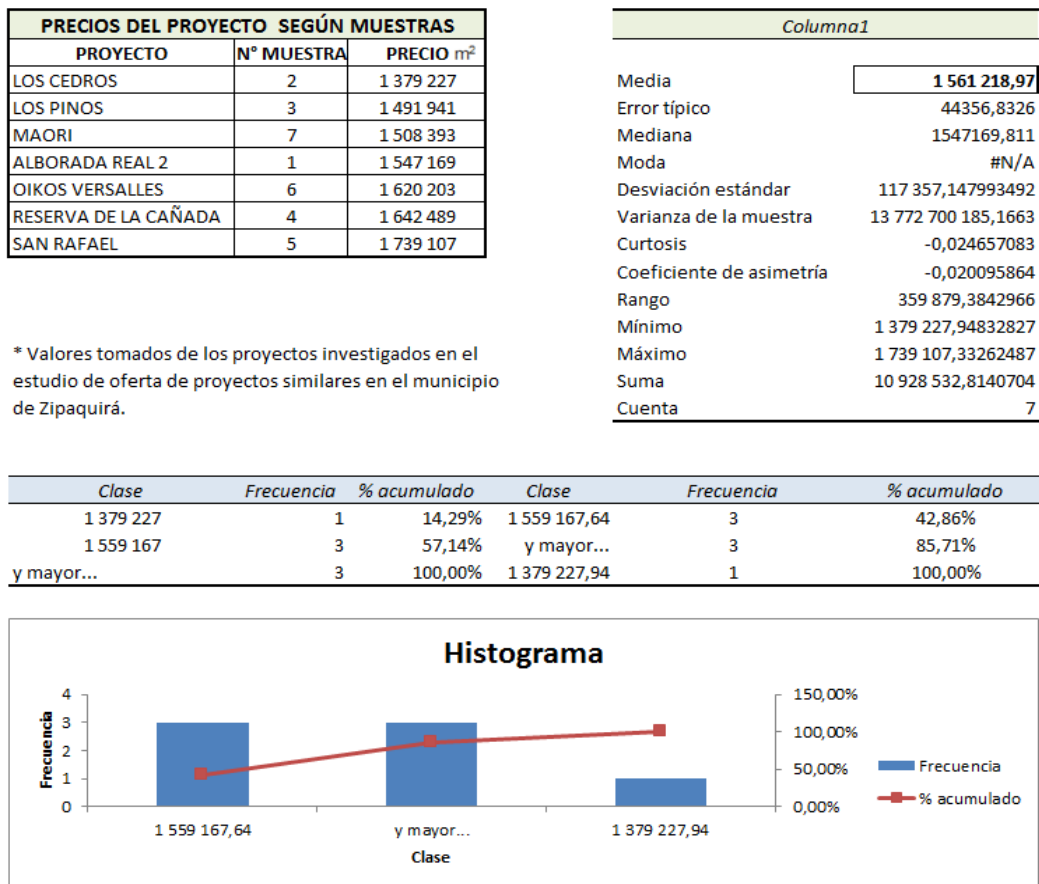 PRECIOS DEL PROYECTO SEGÚN MUESTRAS
PROYECTO N° MUESTRA PRECIO m²
LOS CEDROS 2 1 379 227
LOS PINOS 3 1 491 941
MAORI 7 1 508 393
ALBORADA REAL 2 1 1 547 169
OIKOS VERSALLES 6 1 620 203
RESERVA DE LA CAÑADA 4 1 642 489
SAN RAFAEL 5 1 739 107
* Valores tomados de los proyectos investigados en el
estudio de oferta de proyectos similares en el municipio
de Zipaquirá.
Columna1
Media 1 561 218,97
Error típico 44356,8326
Mediana 1547169,811
Moda #N/A
Desviación estándar 117 357,147993492
Varianza de la muestra 13 772 700 185,1663
Curtosis -0,024657083
Coeficiente de asimetría -0,020095864
Rango 359 879,3842966
Mínimo 1 379 227,94832827
Máximo 1 739 107,33262487
Suma 10 928 532,8140704
Cuenta 7
Clase Frecuencia % acumulado Clase Frecuencia % acumulado
1 379 227 1 14,29% 1 559 167,64 3 42,86%
1 559 167 3 57,14% y mayor... 3 85,71%
y mayor... 3 100,00% 1 379 227,94 1 100,00%
Histograma
Frecuencia
4
3
2
1
0
150,00%
100,00%
50,00%
0,00%
1 559 167,64 y mayor... 1 379 227,94
Clase
Frecuencia
% acumulado